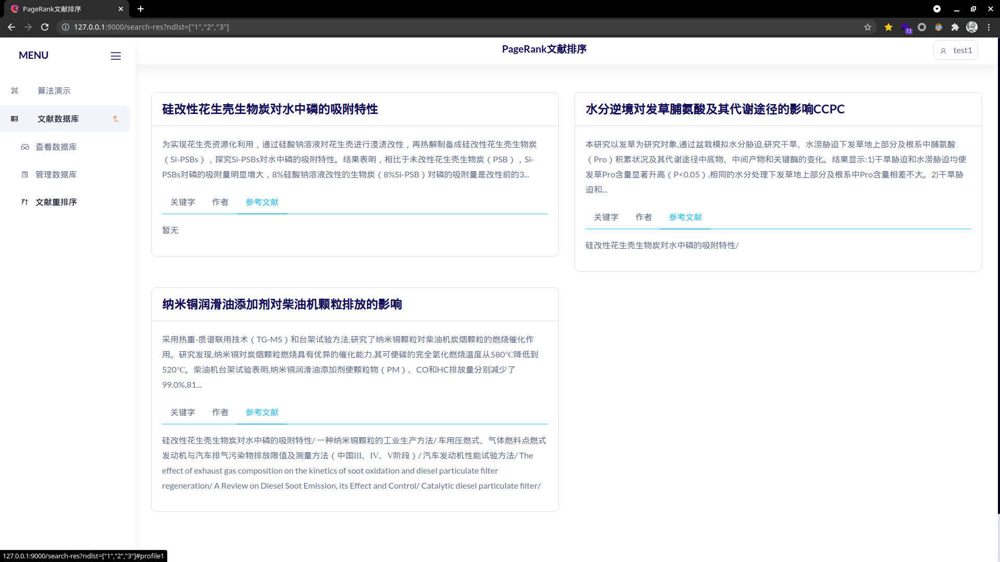 PageRank文献排序
127.0.0.1:9000/search-res?ndlst=["1","2","3"]
13
MENU
PageRank文献排序
test1
算法演示
文献数据库
查看数据库
管理数据库
文献重排序
硅改性花生壳生物炭对水中磷的吸附特性
为实现花生壳资源化利用，通过硅酸钠溶液对花生壳进行浸渍改性，再热解制备成硅改性花生壳生物炭
（Si-PSBs），探究Si-PSBs对水中磷的吸附特性。结果表明，相比于未改性花生壳生物炭（PSB），Si-
PSBs对磷的吸附量明显增大，8%硅酸钠溶液改性的生物炭（8%Si-PSB）对磷的吸附量是改性前的3...
关键字 作者 参考文献
暂无
水分逆境对发草脯氨酸及其代谢途径的影响CCPC
本研究以发草为研究对象,通过盆栽模拟水分胁迫,研究干旱、水涝胁迫下发草地上部分及根系中脯氨酸
（Pro）积累状况及其代谢途径中底物、中间产物和关键酶的变化。结果显示:1)干旱胁迫和水涝胁迫均使
发草Pro含量显著升高（P<0.05）,相同的水分处理下发草地上部分及根系中Pro含量相差不大。2)干旱胁
迫和...
关键字 作者 参考文献
硅改性花生壳生物炭对水中磷的吸附特性/
纳米铜润滑油添加剂对柴油机颗粒排放的影响
采用热重-质谱联用技术（TG-MS）和台架试验方法,研究了纳米铜颗粒对柴油机炭烟颗粒的燃烧催化作
用。研究发现,纳米铜对炭烟颗粒燃烧具有优异的催化能力,其可使碳的完全氧化燃烧温度从580℃降低到
520℃。柴油机台架试验表明,纳米铜润滑油添加剂使颗粒物（PM）、CO和HC排放量分别减少了
99.0%,81...
关键字 作者 参考文献
硅改性花生壳生物炭对水中磷的吸附特性/ 一种纳米铜颗粒的工业生产方法/ 车用压燃式、气体燃料点燃式
发动机与汽车排气污染物排放限值及测量方法（中国III、IV、V阶段）/ 汽车发动机性能试验方法/ The
effect of exhaust gas composition on the kinetics of soot oxidation and diesel particulate filter
regeneration/ A Review on Diesel Soot Emission, its Effect and Control/ Catalytic diesel particulate filter/
127.0.0.1:9000/search-res?ndlst=["1","2","3"]#profile1